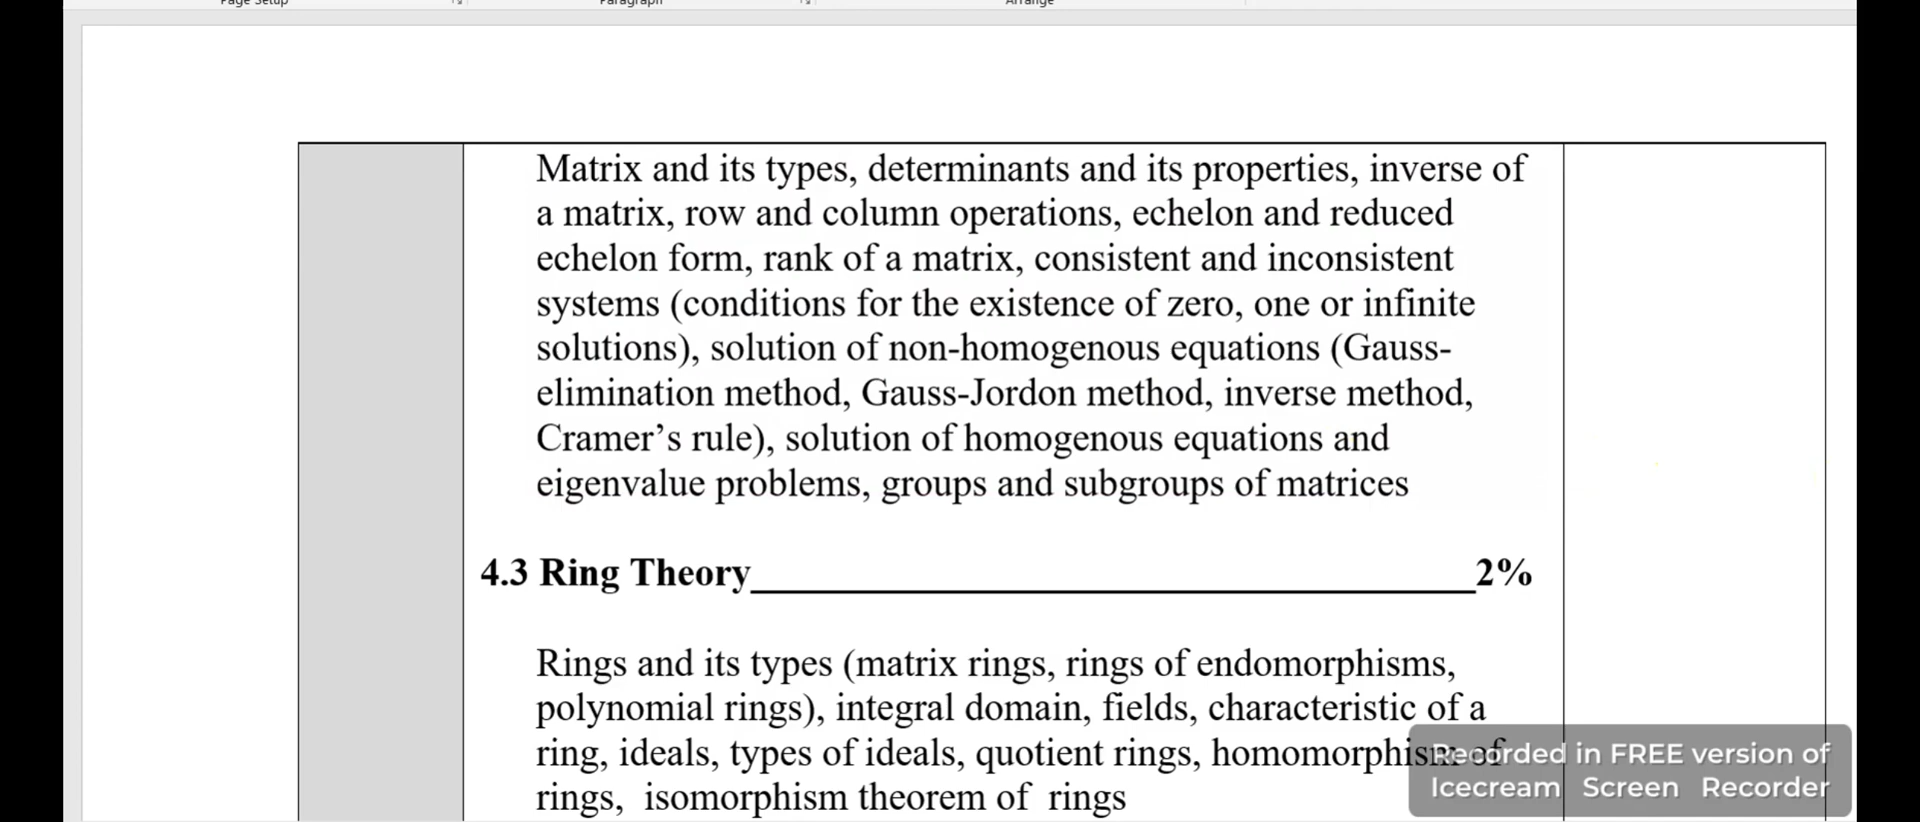 Page Setup Paragraph Arrange
Matrix and its types, determinants and its properties, inverse of
a matrix, row and column operations, echelon and reduced
echelon form, rank of a matrix, consistent and inconsistent
systems (conditions for the existence of zero, one or infinite
solutions), solution of non-homogenous equations (Gauss-
elimination method, Gauss-Jordon method, inverse method,
Cramer’s rule), solution of homogenous equations and
eigenvalue problems, groups and subgroups of matrices
4.3 Ring Theory 2%
Rings and its types (matrix rings, rings of endomorphisms,
polynomial rings), integral domain, fields, characteristic of a
ring, ideals, types of ideals, quotient rings, homomorphism of
rings, isomorphism theorem of rings
Recorded in FREE version of
Icecream Screen Recorder